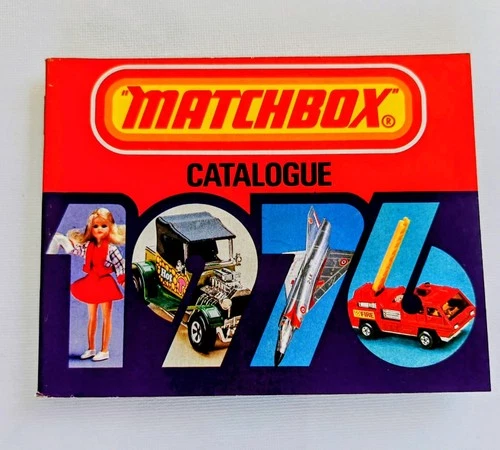 "MATCHBOX"®
CATALOGUE
1976
FIRE